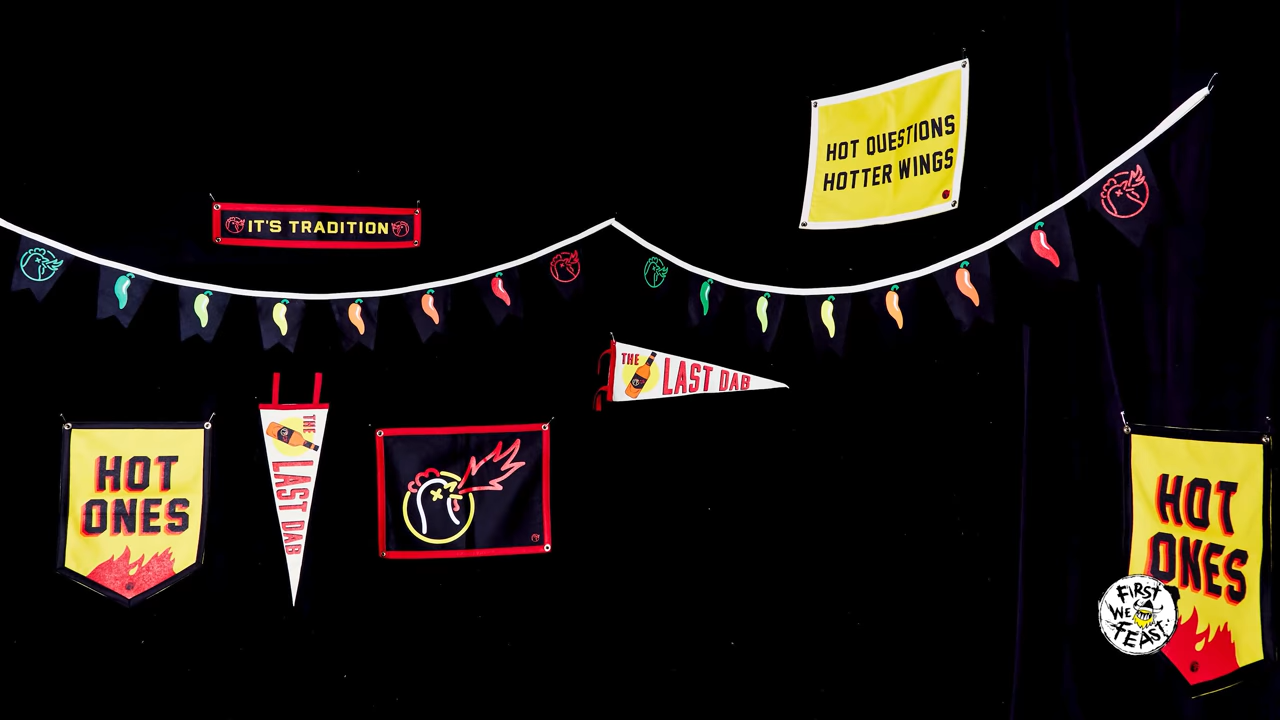 HOT QUESTIONS
HOTTER WINGS
IT'S TRADITION
THE
LAST DAB
HOT
ONES
THE
LAST DAB
HOT
ONES
FIRST
WE
FEAST